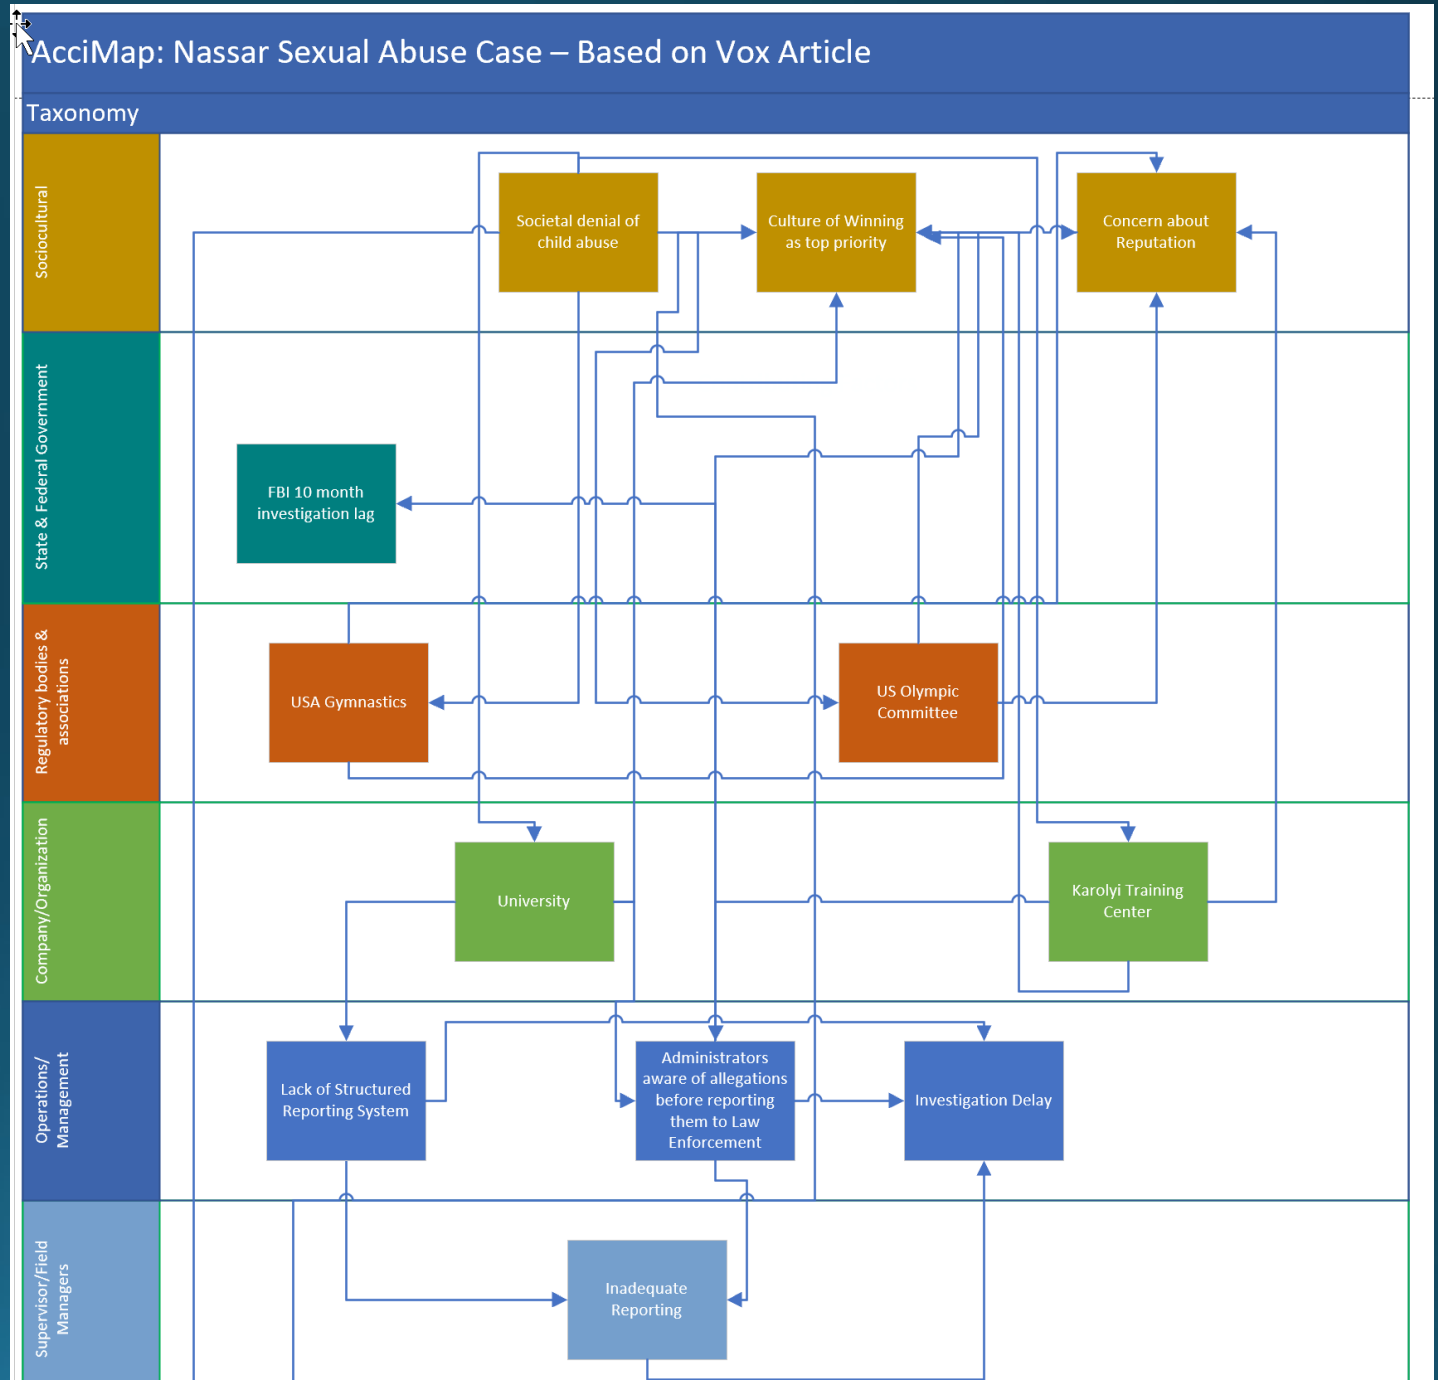 AcciMap: Nassar Sexual Abuse Case – Based on Vox Article
Taxonomy
Sociocultural
Societal denial of
child abuse
Culture of Winning
as top priority
Concern about
Reputation
State & Federal Government
FBI 10 month
investigation lag
Regulatory bodies &
associations
USA Gymnastics
US Olympic
Committee
Company/Organization
University
Karolyi Training
Center
Operations/
Management
Lack of Structured
Reporting System
Administrators
aware of allegations
before reporting
them to Law
Enforcement
Investigation Delay
Supervisor/Field
Managers
Inadequate
Reporting